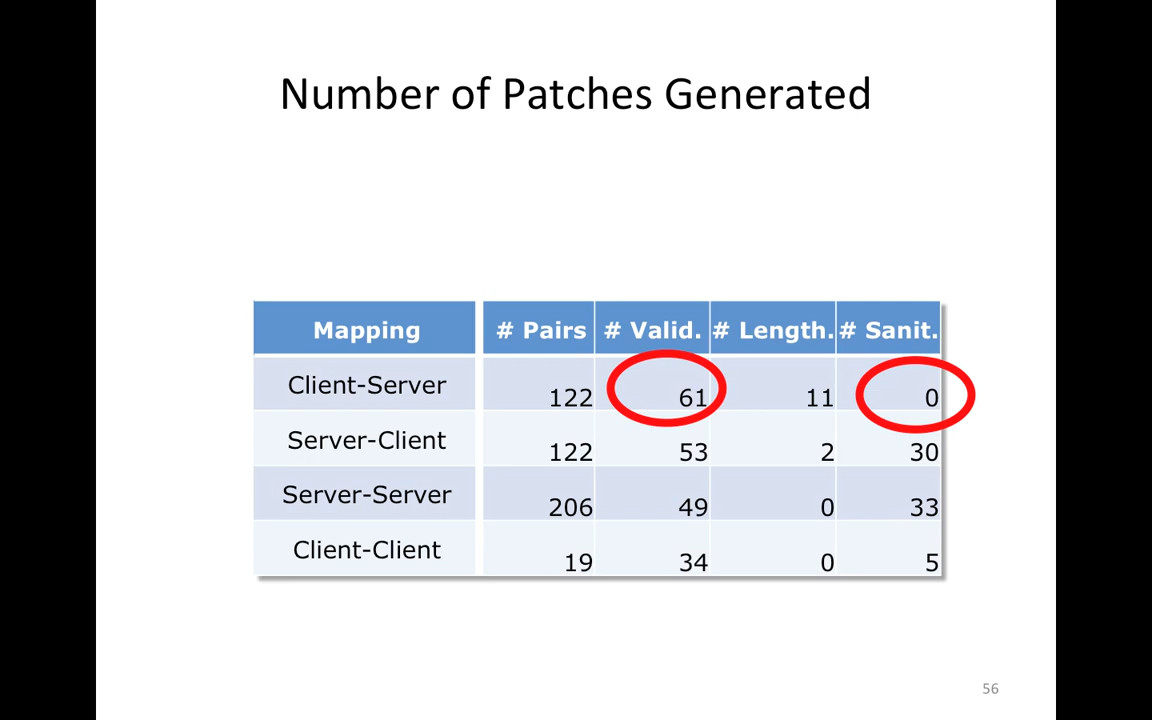 Number of Patches Generated
Mapping # Pairs # Valid. # Length. # Sanit.
Client-Server 122 61 11 0
Server-Client 122 53 2 30
Server-Server 206 49 0 33
Client-Client 19 34 0 5
56